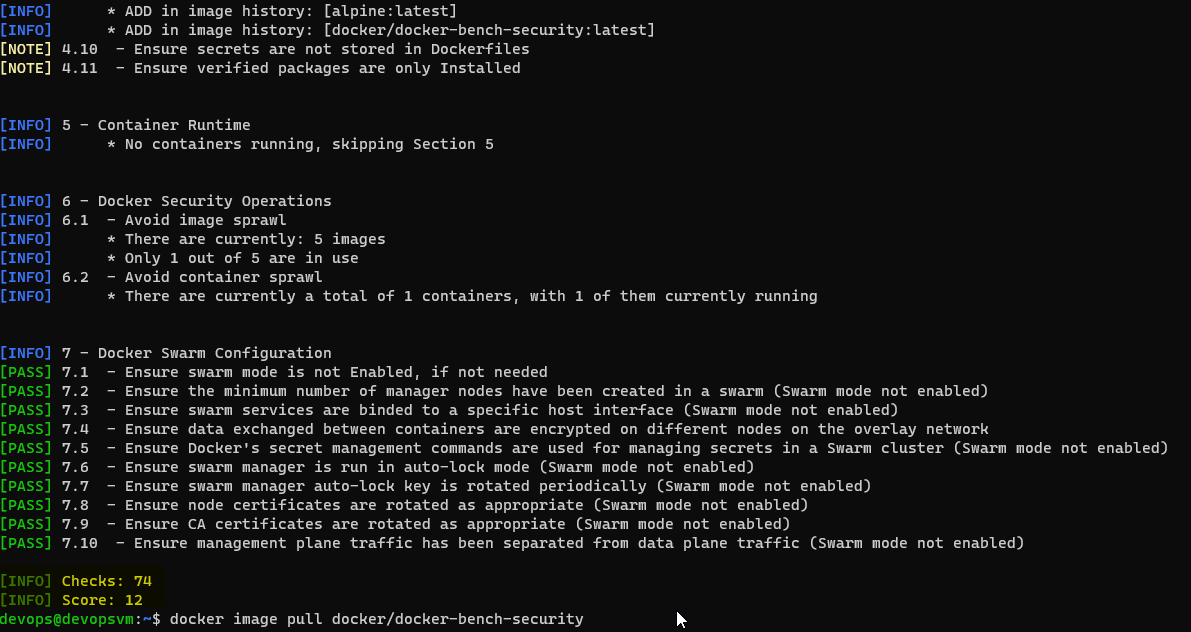 [INFO]      * ADD in image history: [alpine:latest]
[INFO]      * ADD in image history: [docker/docker-bench-security:latest]
[NOTE] 4.10  - Ensure secrets are not stored in Dockerfiles
[NOTE] 4.11  - Ensure verified packages are only Installed
[INFO] 5 - Container Runtime
[INFO]      * No containers running, skipping Section 5
[INFO] 6 - Docker Security Operations
[INFO] 6.1  - Avoid image sprawl
[INFO]      * There are currently: 5 images
[INFO]      * Only 1 out of 5 are in use
[INFO] 6.2  - Avoid container sprawl
[INFO]      * There are currently a total of 1 containers, with 1 of them currently running
[INFO] 7 - Docker Swarm Configuration
[PASS] 7.1  - Ensure swarm mode is not Enabled, if not needed
[PASS] 7.2  - Ensure the minimum number of manager nodes have been created in a swarm (Swarm mode not enabled)
[PASS] 7.3  - Ensure swarm services are binded to a specific host interface (Swarm mode not enabled)
[PASS] 7.4  - Ensure data exchanged between containers are encrypted on different nodes on the overlay network
[PASS] 7.5  - Ensure Docker's secret management commands are used for managing secrets in a Swarm cluster (Swarm mode not enabled)
[PASS] 7.6  - Ensure swarm manager is run in auto-lock mode (Swarm mode not enabled)
[PASS] 7.7  - Ensure swarm manager auto-lock key is rotated periodically (Swarm mode not enabled)
[PASS] 7.8  - Ensure node certificates are rotated as appropriate (Swarm mode not enabled)
[PASS] 7.9  - Ensure CA certificates are rotated as appropriate (Swarm mode not enabled)
[PASS] 7.10  - Ensure management plane traffic has been separated from data plane traffic (Swarm mode not enabled)
[INFO] Checks: 74
[INFO] Score: 12
devops@devopsvm:~$ docker image pull docker/docker-bench-security